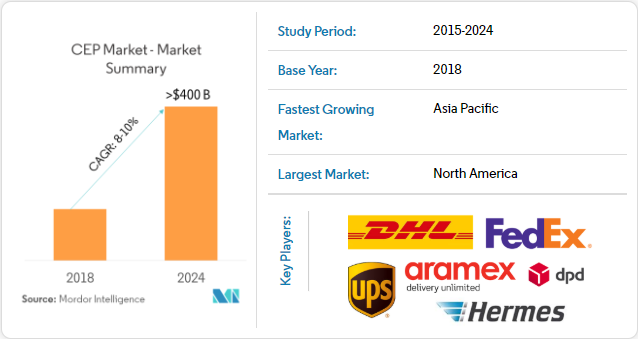 CEP Market - Market
Summary
>$400 B
CAGR: 8-10%
2018
2024
Source: Mordor Intelligence
Study Period: 2015-2024
Base Year: 2018
Fastest Growing Asia Pacific
Market:
Largest Market: North America
Key Players:
DHL FedEx.
ups aramex dpd
delivery unlimited
Hermes